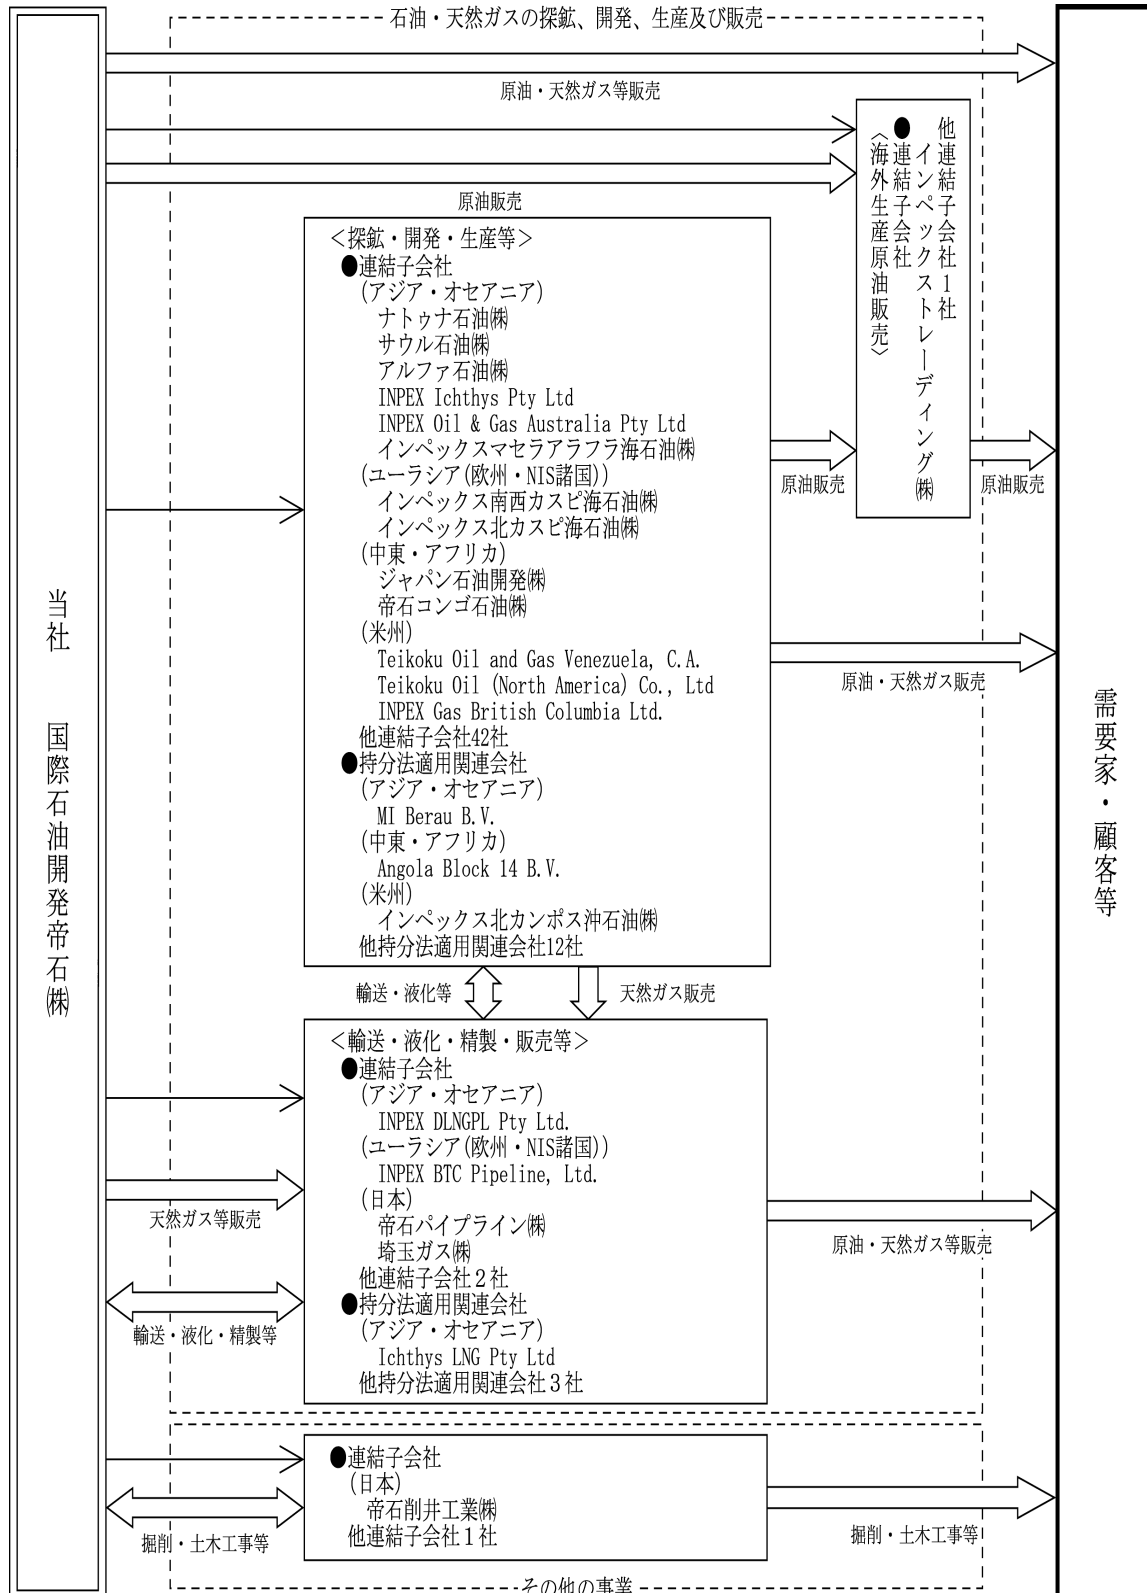 石油・天然ガスの探鉱、開発、生産及び販売
当社　国際石油開発帝石㈱
原油・天然ガス等販売
原油販売
〈海外生産原油販売〉
●連結子会社
インペックストレーディング㈱
他連結子会社1社
＜探鉱・開発・生産等＞
●連結子会社
(アジア・オセアニア)
ナトゥナ石油㈱
サウル石油㈱
アルファ石油㈱
INPEX Ichthys Pty Ltd
INPEX Oil & Gas Australia Pty Ltd
インペックスマセラアラフラ海石油㈱
(ユーラシア(欧州・NIS諸国))
インペックス南西カスピ海石油㈱
インペックス北カスピ海石油㈱
(中東・アフリカ)
ジャパン石油開発㈱
帝石コンゴ石油㈱
(米州)
Teikoku Oil and Gas Venezuela, C.A.
Teikoku Oil (North America) Co., Ltd
INPEX Gas British Columbia Ltd.
他連結子会社42社
●持分法適用関連会社
(アジア・オセアニア)
MI Berau B.V.
(中東・アフリカ)
Angola Block 14 B.V.
(米州)
インペックス北カンポス沖石油㈱
他持分法適用関連会社12社
原油販売
原油販売
原油・天然ガス販売
需要家・顧客等
輸送・液化等
天然ガス販売
＜輸送・液化・精製・販売等＞
●連結子会社
(アジア・オセアニア)
INPEX DLNGPL Pty Ltd.
(ユーラシア(欧州・NIS諸国))
INPEX BTC Pipeline, Ltd.
(日本)
帝石パイプライン㈱
埼玉ガス㈱
他連結子会社２社
●持分法適用関連会社
(アジア・オセアニア)
Ichthys LNG Pty Ltd
他持分法適用関連会社３社
天然ガス等販売
輸送・液化・精製等
原油・天然ガス等販売
●連結子会社
(日本)
帝石削井工業㈱
他連結子会社１社
掘削・土木工事等
掘削・土木工事等
その他の事業